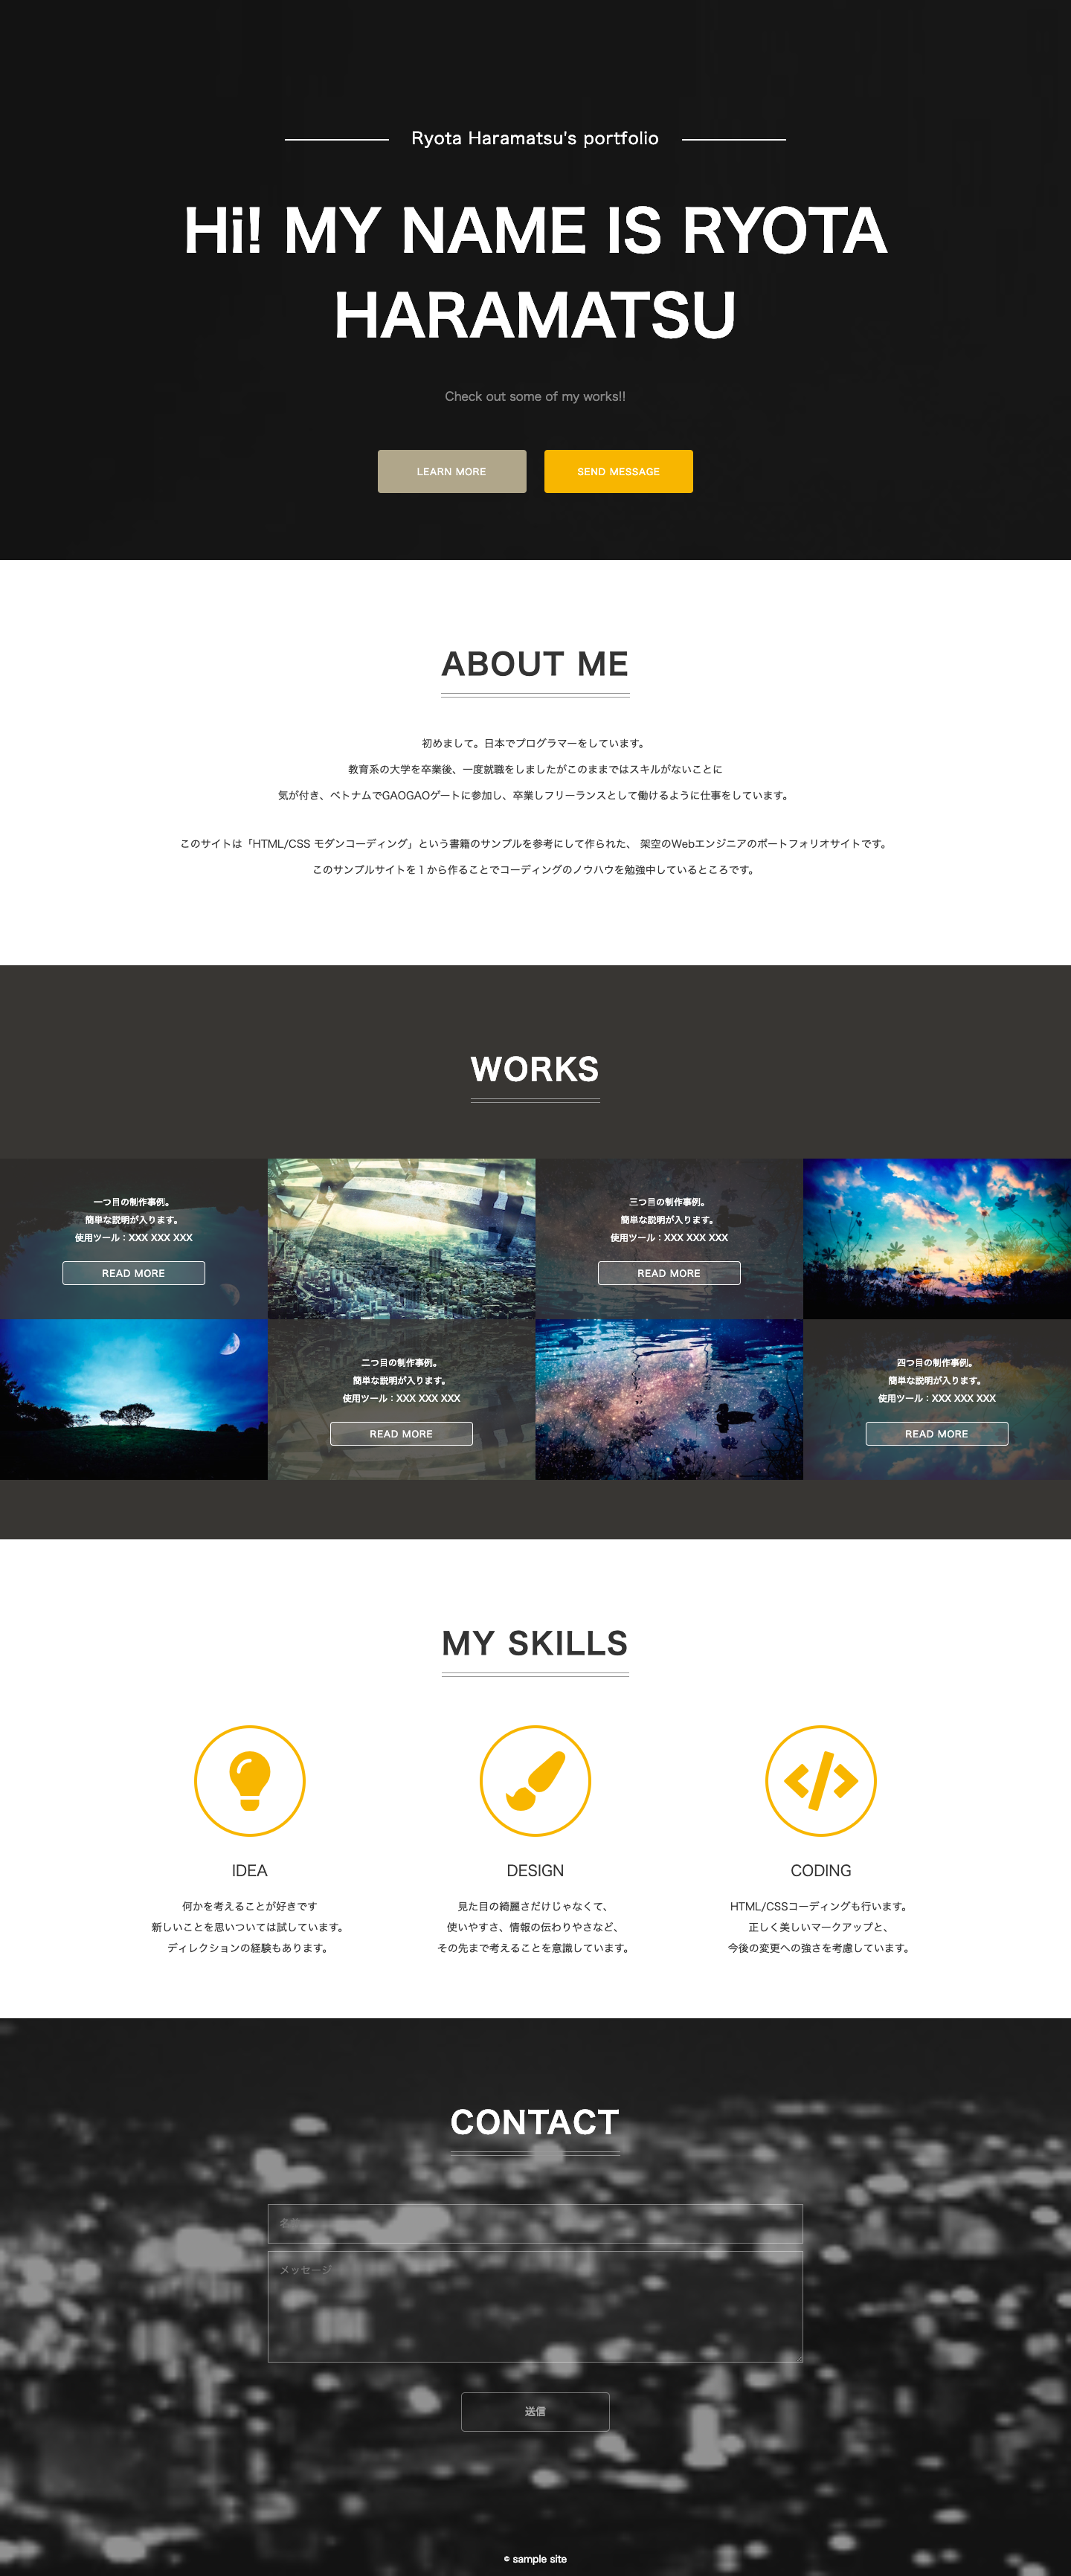 Ryota Haramatsu's portfolio
Hi! MY NAME IS RYOTA
HARAMATSU
Check out some of my works!!
LEARN MORE
SEND MESSAGE
ABOUT ME
初めまして。日本でプログラマーをしています。
教育系の大学を卒業後、一度就職をしましたがこのままではスキルがないことに
気が付き、ベトナムでGAOGAOゲートに参加し、卒業しフリーランスとして働けるように仕事をしています。
このサイトは「HTML/CSS モダンコーディング」という書籍のサンプルを参考にして作られた、 架空のWebエンジニアのポートフォリオサイトです。
このサンプルサイトを１から作ることでコーディングのノウハウを勉強中しているところです。
WORKS
一つ目の制作事例。
簡単な説明が入ります。
使用ツール：XXX XXX XXX
READ MORE
三つ目の制作事例。
簡単な説明が入ります。
使用ツール：XXX XXX XXX
READ MORE
二つ目の制作事例。
簡単な説明が入ります。
使用ツール：XXX XXX XXX
READ MORE
四つ目の制作事例。
簡単な説明が入ります。
使用ツール：XXX XXX XXX
READ MORE
MY SKILLS
IDEA
何かを考えることが好きです
新しいことを思いついては試しています。
ディレクションの経験もあります。
DESIGN
見た目の綺麗さだけじゃなくて、
使いやすさ、情報の伝わりやさなど、
その先まで考えることを意識しています。
CODING
HTML/CSSコーディングも行います。
正しく美しいマークアップと、
今後の変更への強さを考慮しています。
CONTACT
メッセージ
送信
© sample site